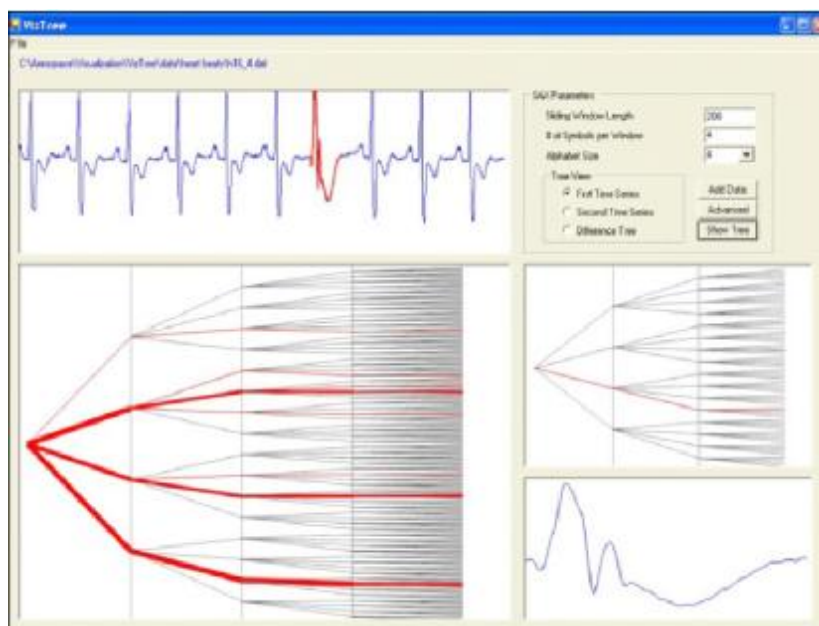 VizTree
File
SAX Parameters
Sliding Window Length 200
# of Symbols per Window 4
Alphabet Size
Tree View
First Time Series
Second Time Series
Difference Tree
Add Data
Advanced
Show Tree